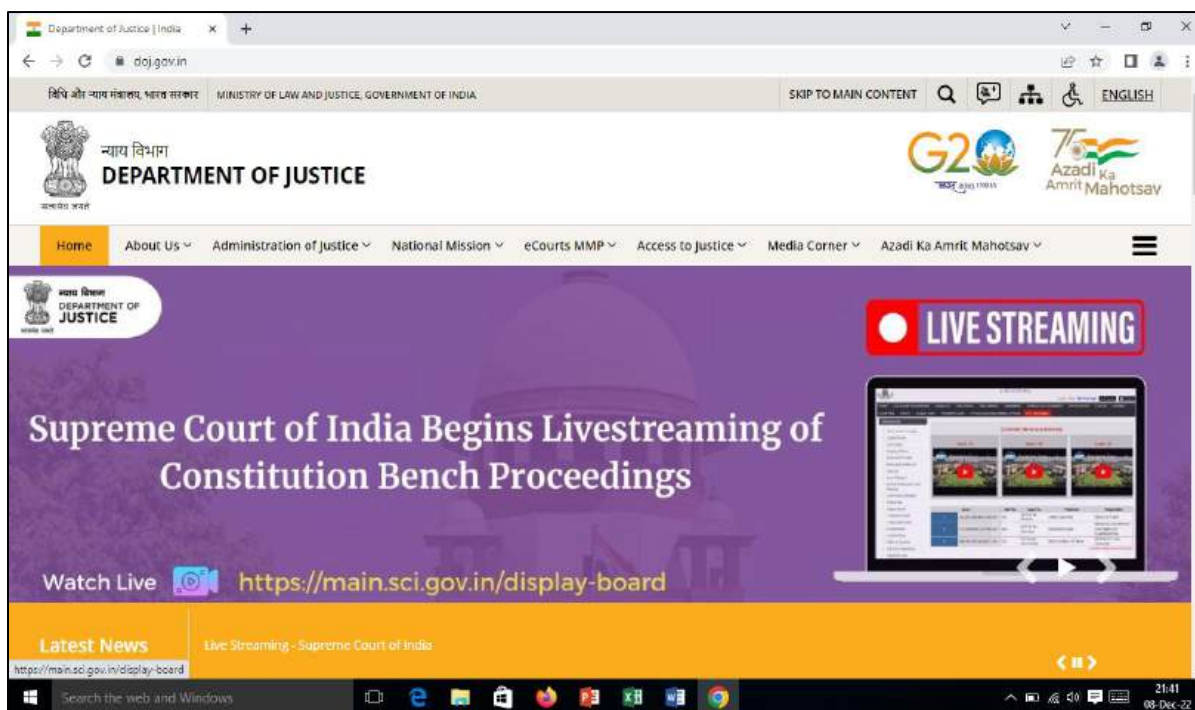 Department of Justice | India
doj.gov.in
विधि और न्याय मंत्रालय, भारत सरकार MINISTRY OF LAW AND JUSTICE, GOVERNMENT OF INDIA SKIP TO MAIN CONTENT ENGLISH
न्याय विभाग
DEPARTMENT OF JUSTICE
सत्यमेव जयते
G20
75
Azadi Ka
Amrit Mahotsav
Home About Us Administration of Justice National Mission eCourts MMP Access to Justice Media Corner Azadi Ka Amrit Mahotsav
न्याय विभाग
DEPARTMENT OF
JUSTICE
LIVE STREAMING
Supreme Court of India Begins Livestreaming of
Constitution Bench Proceedings
Watch Live https://main.sci.gov.in/display-board
Latest News Live Streaming - Supreme Court of India
https://main.sci.gov.in/display-board
Search the web and Windows 21:41
08-Dec-22